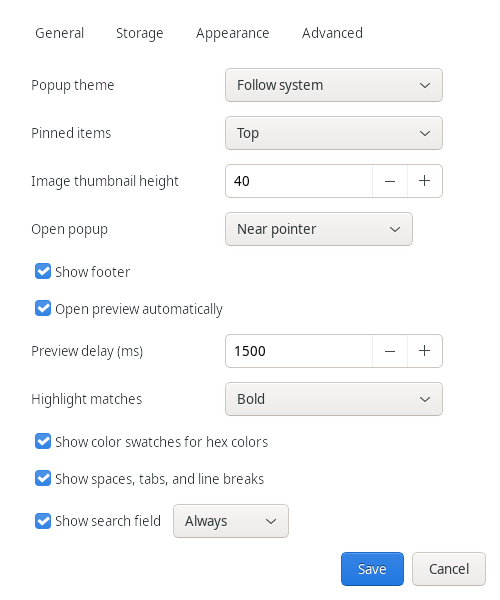 General Storage Appearance Advanced
Popup theme Follow system
Pinned items Top
Image thumbnail height 40
Open popup Near pointer
Show footer
Open preview automatically
Preview delay (ms) 1500
Highlight matches Bold
Show color swatches for hex colors
Show spaces, tabs, and line breaks
Show search field Always
Save Cancel